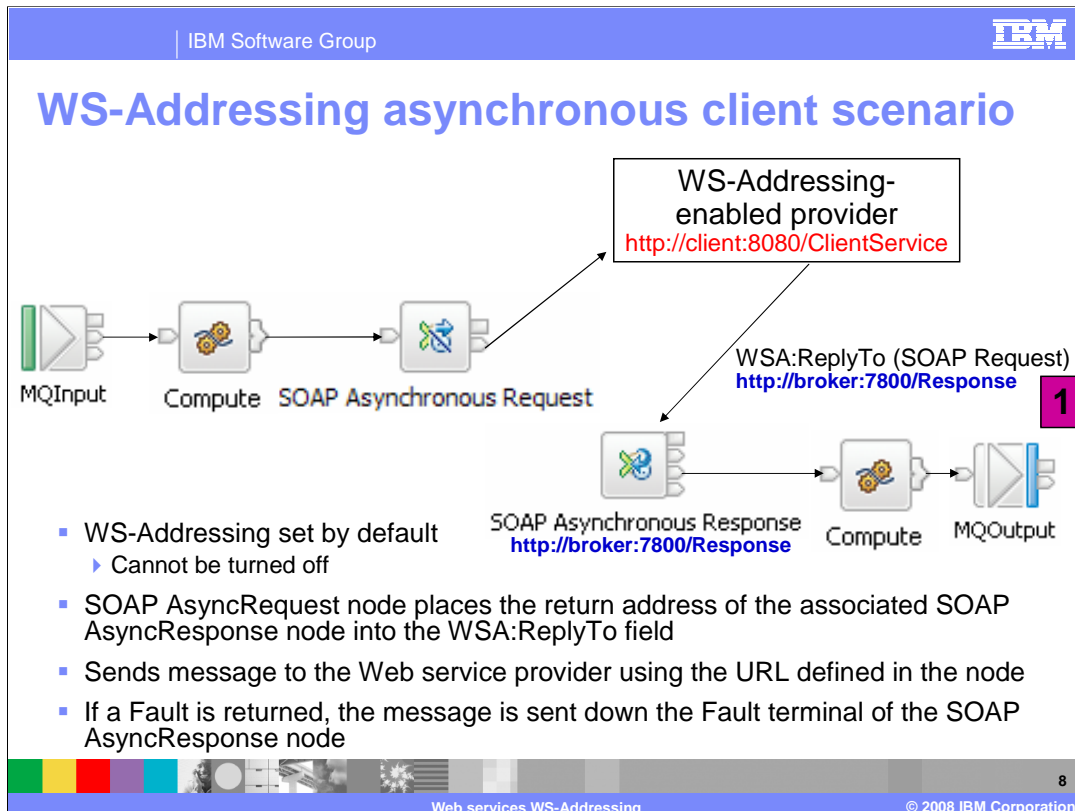 IBM Software Group
IBM
WS-Addressing asynchronous client scenario
WS-Addressing-
enabled provider
http://client:8080/ClientService
MQInput
Compute
SOAP Asynchronous Request
WSA:ReplyTo (SOAP Request)
http://broker:7800/Response
1
SOAP Asynchronous Response
http://broker:7800/Response
Compute
MQOutput
WS-Addressing set by default
Cannot be turned off
SOAP AsyncRequest node places the return address of the associated SOAP
AsyncResponse node into the WSA:ReplyTo field
Sends message to the Web service provider using the URL defined in the node
If a Fault is returned, the message is sent down the Fault terminal of the SOAP
AsyncResponse node
8
Web services WS-Addressing
© 2008 IBM Corporation